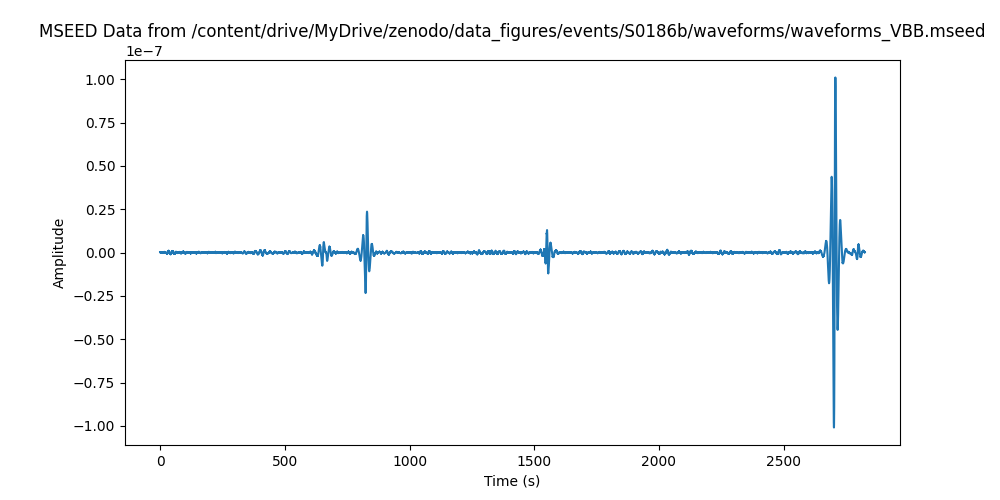 MSEED Data from /content/drive/MyDrive/zenodo/data_figures/events/S0186b/waveforms/waveforms_VBB.mseed
1e−7
1.00
0.75
0.50
0.25
0.00
−0.25
−0.50
−0.75
−1.00
Amplitude
0 500 1000 1500 2000 2500
Time (s)